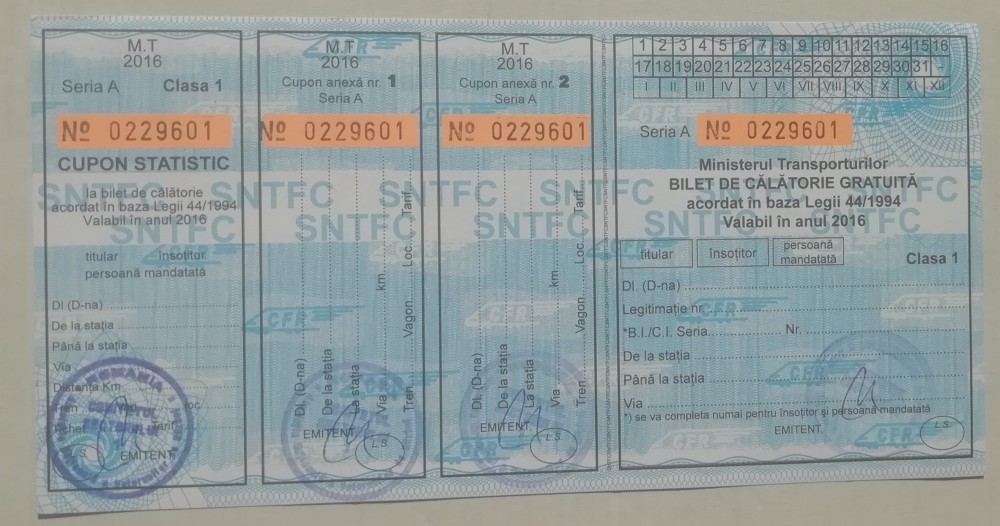 M.T
2016
Seria A Clasa 1
Nº 0229601
CUPON STATISTIC
la bilet de călătorie
acordat în baza Legii 44/1994
Valabil în anul 2016
titular însoțitor
persoană mandatată
Dl (D-na)
De la stația
Până la stația
Via
Distanța Km
Tren loc
Tarif
EMITENT
L.S.
ROMANIA
M.T
2016
Cupon anexă nr. 1
Seria A
Nº 0229601
Dl. (D-na)
De la stația
La stația
Via km
Tren Vagon Loc Tarif
EMITENT
L.S.
M.T
2016
Cupon anexă nr. 2
Seria A
Nº 0229601
Dl. (D-na)
De la stația
La stația
Via km
Tren Vagon Loc Tarif
EMITENT
L.S.
1 2 3 4 5 6 7 8 9 10 11 12 13 14 15 16
17 18 19 20 21 22 23 24 25 26 27 28 29 30 31 -
I II III IV V VI VII VIII IX X XI XII
Seria A Nº 0229601
Ministerul Transporturilor
BILET DE CĂLĂTORIE GRATUITĂ
acordat în baza Legii 44/1994
Valabil în anul 2016
titular însoțitor persoană mandatată
Clasa 1
Dl. (D-na)
Legitimație nr.
*B.I./C.I. Seria Nr.
De la stația
Până la stația
Via
*) se va completa numai pentru însoțitor și persoană mandatată
EMITENT.
L.S.
SNTFC SNTFC SNTFC SNTFC
SNTFC SNTFC SNTFC
CFR